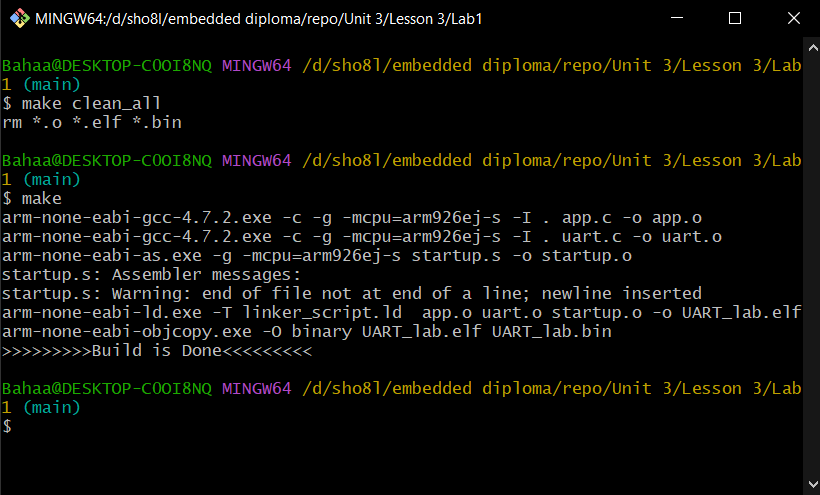 MINGW64:/d/sho8l/embedded diploma/repo/Unit 3/Lesson 3/Lab1
Bahaa@DESKTOP-COOI8NQ MINGW64 /d/sho8l/embedded diploma/repo/Unit 3/Lesson 3/Lab
1 (main)
$ make clean_all
rm *.o *.elf *.bin
Bahaa@DESKTOP-COOI8NQ MINGW64 /d/sho8l/embedded diploma/repo/Unit 3/Lesson 3/Lab
1 (main)
$ make
arm-none-eabi-gcc-4.7.2.exe -c -g -mcpu=arm926ej-s -I . app.c -o app.o
arm-none-eabi-gcc-4.7.2.exe -c -g -mcpu=arm926ej-s -I . uart.c -o uart.o
arm-none-eabi-as.exe -g -mcpu=arm926ej-s startup.s -o startup.o
startup.s: Assembler messages:
startup.s: Warning: end of file not at end of a line; newline inserted
arm-none-eabi-ld.exe -T linker_script.ld  app.o uart.o startup.o -o UART_lab.elf
arm-none-eabi-objcopy.exe -O binary UART_lab.elf UART_lab.bin
>>>>>>>>>Build is Done<<<<<<<<<
Bahaa@DESKTOP-COOI8NQ MINGW64 /d/sho8l/embedded diploma/repo/Unit 3/Lesson 3/Lab
1 (main)
$